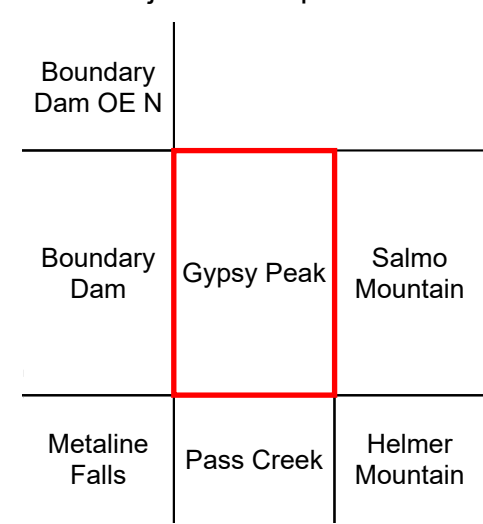 Boundary
Dam OE N
Boundary
Dam
Gypsy Peak
Salmo
Mountain
Metaline
Falls
Pass Creek
Helmer
Mountain